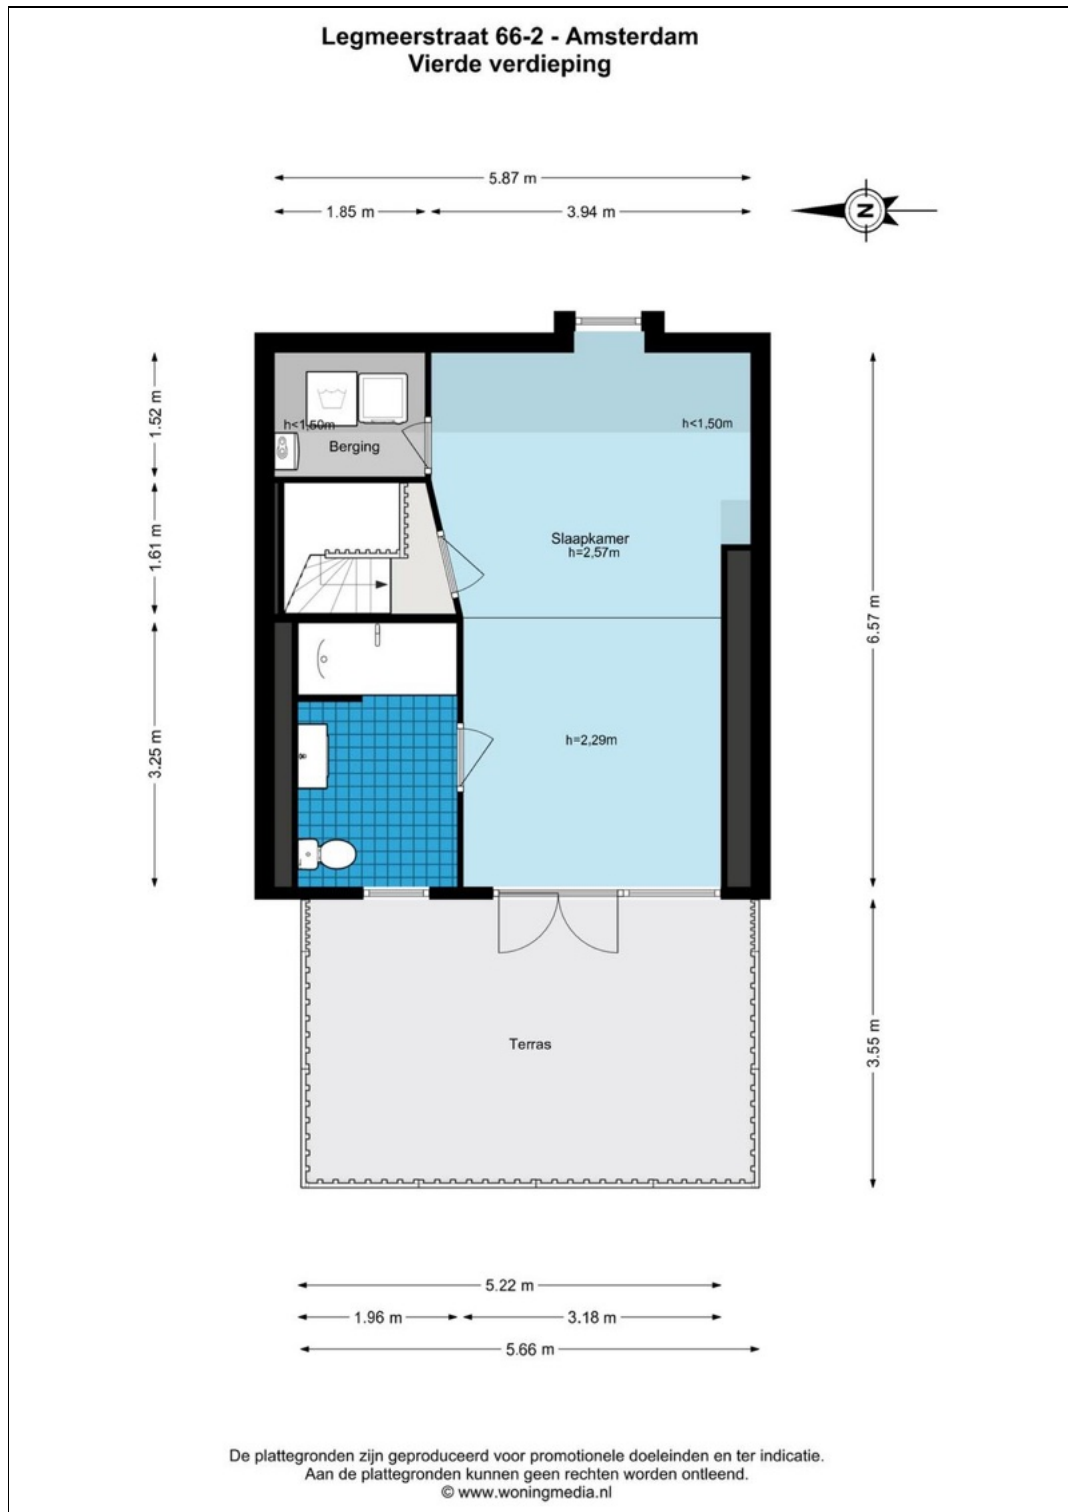 Legmeerstraat 66-2 - Amsterdam
Vierde verdieping
5.87 m
1.85 m
3.94 m
N
1.52 m
1.61 m
3.25 m
h<1,50m
Berging
h<1,50m
Slaapkamer
h=2,57m
6.57 m
h=2,29m
Terras
3.55 m
5.22 m
1.96 m
3.18 m
5.66 m
De plattegronden zijn geproduceerd voor promotionele doeleinden en ter indicatie.
Aan de plattegronden kunnen geen rechten worden ontleend.
© www.woningmedia.nl